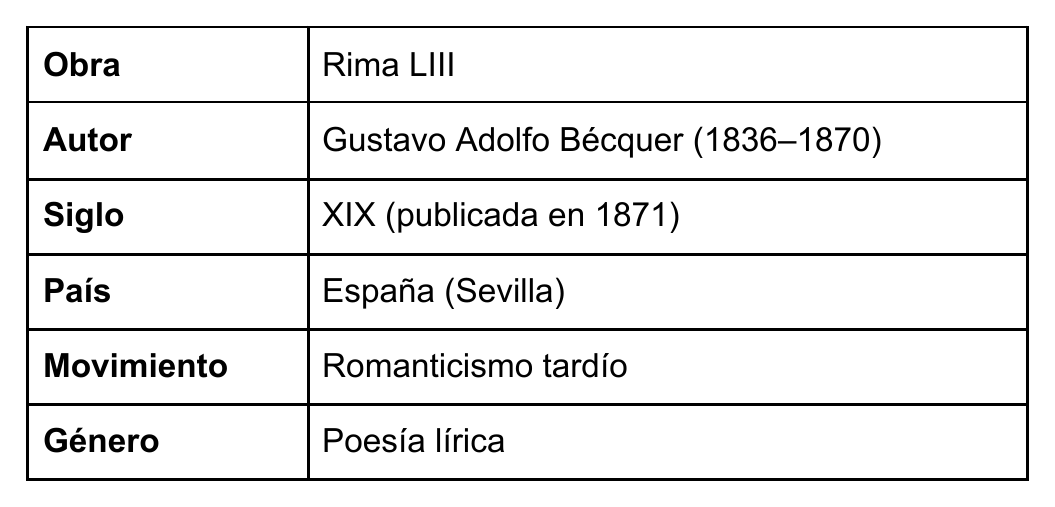 Obra Rima LIII
Autor Gustavo Adolfo Bécquer (1836–1870)
Siglo XIX (publicada en 1871)
País España (Sevilla)
Movimiento Romanticismo tardío
Género Poesía lírica